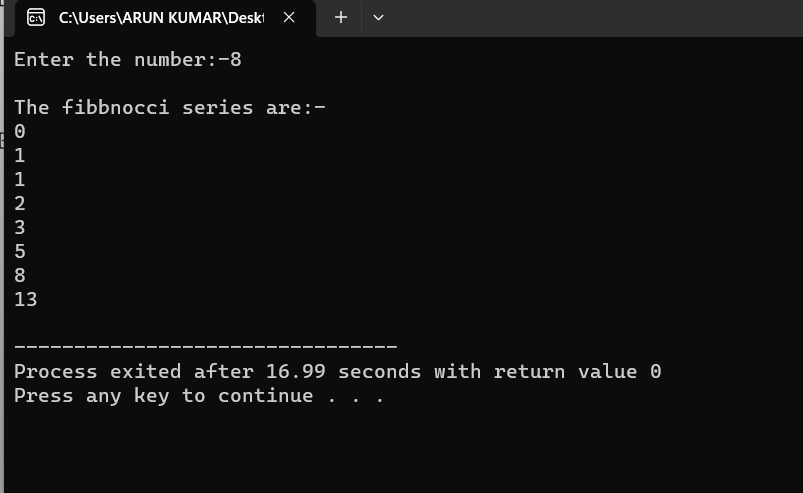 C:\Users\ARUN KUMAR\Desk
Enter the number:-8
The fibbnocci series are:-
0
1
1
2
3
5
8
13
--------------------------------
Process exited after 16.99 seconds with return value 0
Press any key to continue . . .